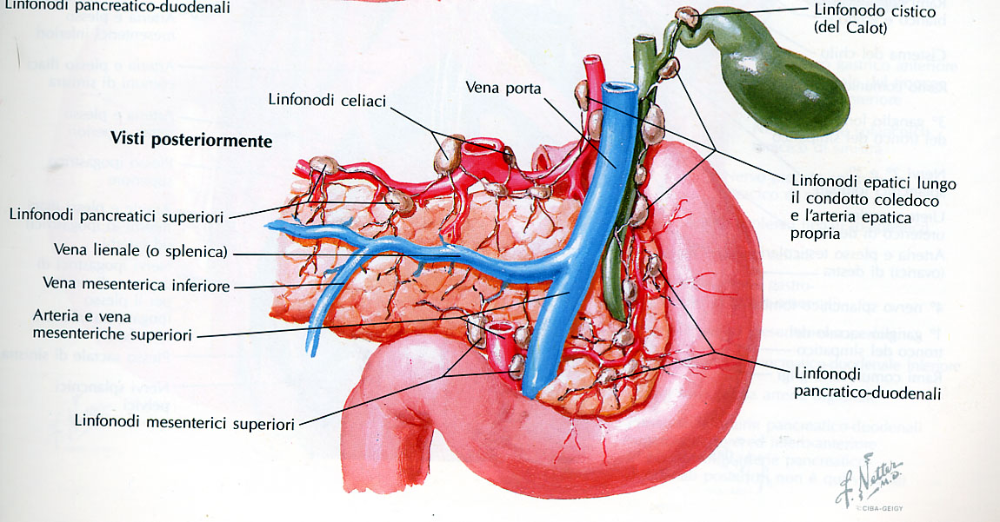 Linfonodi pancreatico-duodenali
Linfonodo cistico
(del Calot)
Vena porta
Linfonodi celiaci
Visti posteriormente
Linfonodi epatici lungo
il condotto coledoco
e l'arteria epatica
propria
Linfonodi pancreatici superiori
Vena lienale (o splenica)
Vena mesenterica inferiore
Arteria e vena
mesenteriche superiori
Linfonodi
pancratico-duodenali
Linfonodi mesenterici superiori
F. Netter
M.D.
©CIBA-GEIGY